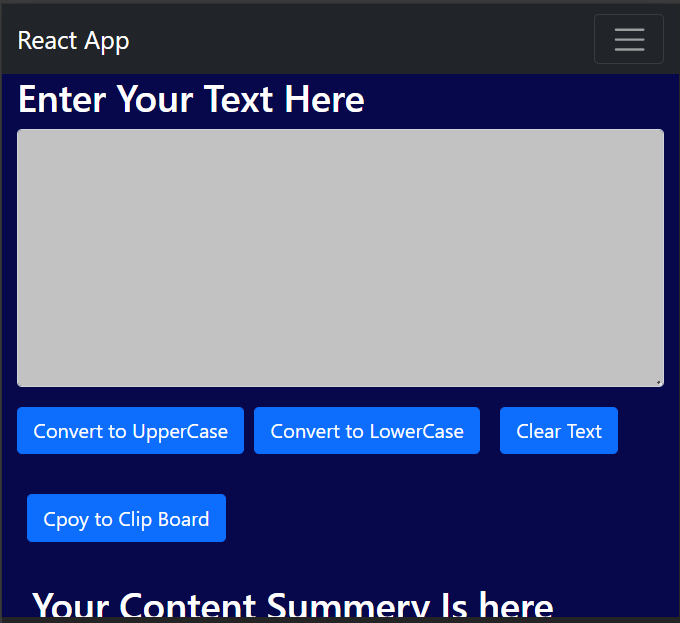 React App
Enter Your Text Here
Convert to UpperCase Convert to LowerCase Clear Text
Cpoy to Clip Board
Your Content Summery Is here